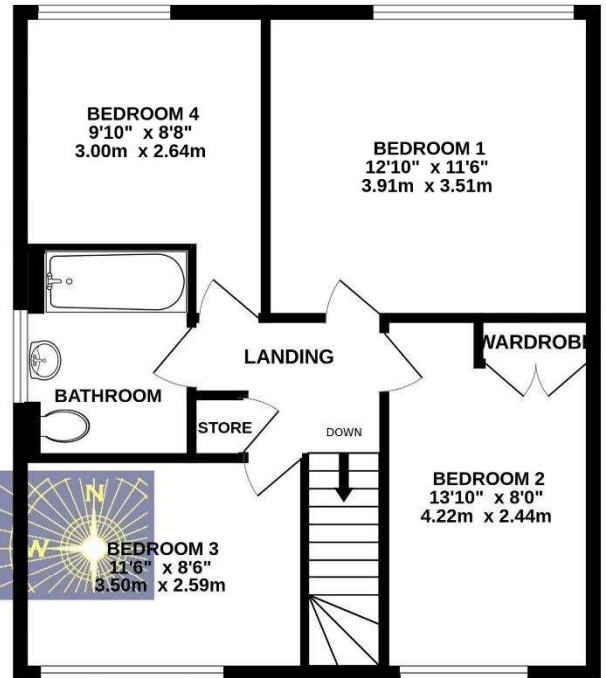 BEDROOM 4
9'10" x 8'8"
3.00m x 2.64m
BEDROOM 1
12'10" x 11'6"
3.91m x 3.51m
LANDING
WARDROBE
BATHROOM
STORE
DOWN
BEDROOM 2
13'10" x 8'0"
4.22m x 2.44m
N
W
BEDROOM 3
11'6" x 8'6"
3.50m x 2.59m